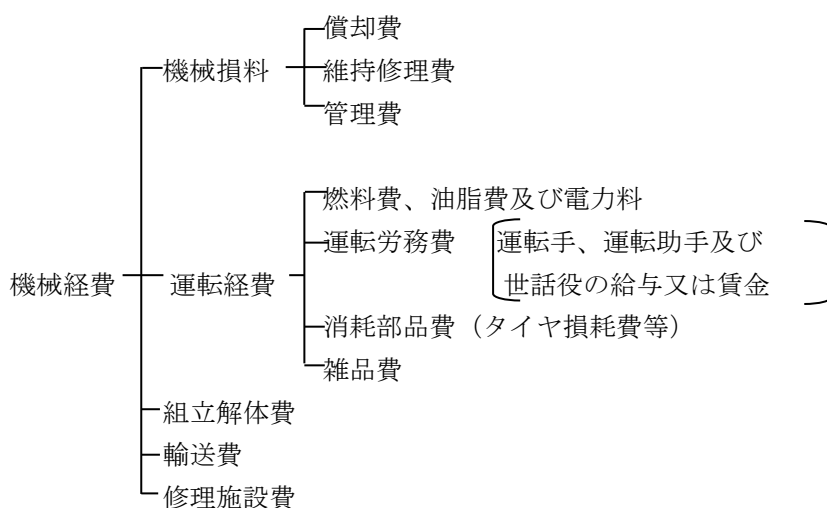 償却費
機械損料
維持修理費
管理費
燃料費、油脂費及び電力料
運転労務費 運転手、運転助手及び
機械経費 運転経費 世話役の給与又は賃金
消耗部品費（タイヤ損耗費等）
雑品費
組立解体費
輸送費
修理施設費